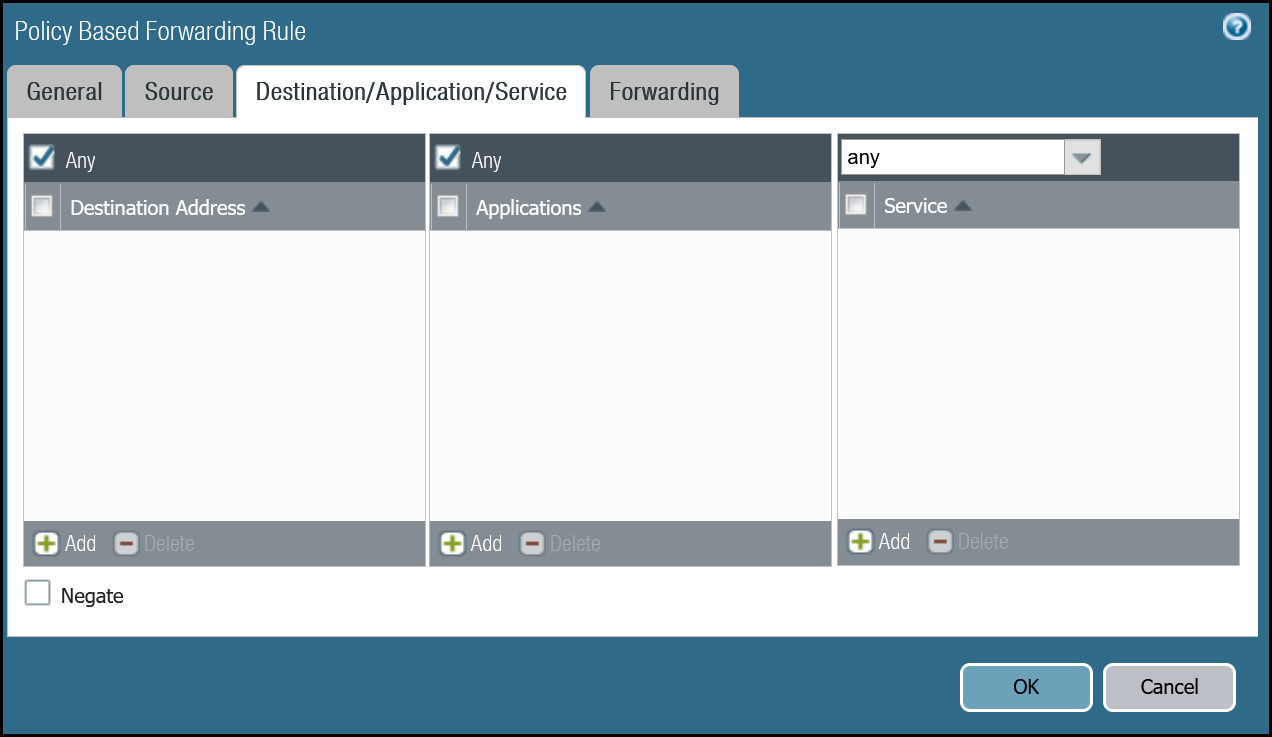 Policy Based Forwarding Rule
General Source Destination/Application/Service Forwarding
Any Any any
Destination Address Applications Service
Add Delete Add Delete Add Delete
Negate
OK Cancel